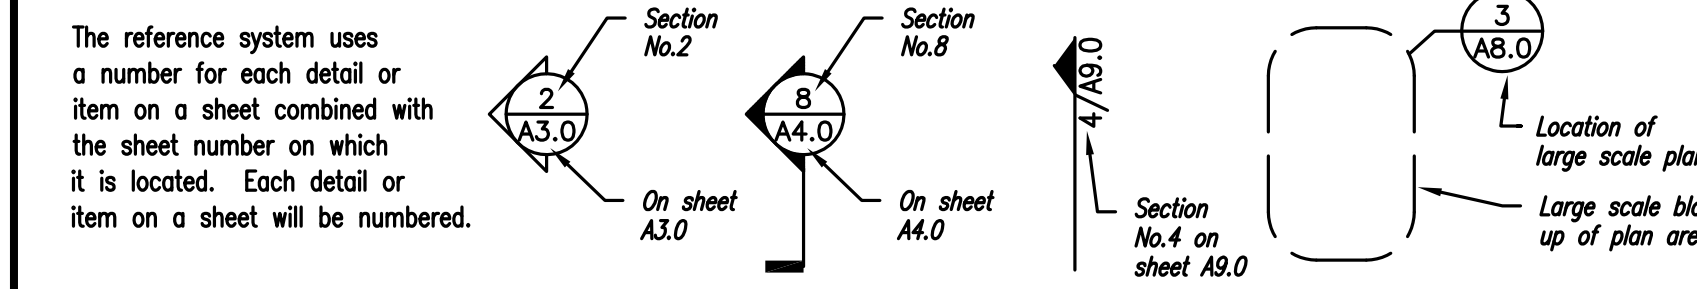 The reference system uses
a number for each detail or
item on a sheet combined with
the sheet number on which
it is located.  Each detail or
item on a sheet will be numbered.
Section
No.2
2
A3.0
On sheet
A3.0
Section
No.8
8
A4.0
On sheet
A4.0
4/A9.0
Section
No.4 on
sheet A9.0
3
A8.0
Location of
large scale
Large scale
up of plan